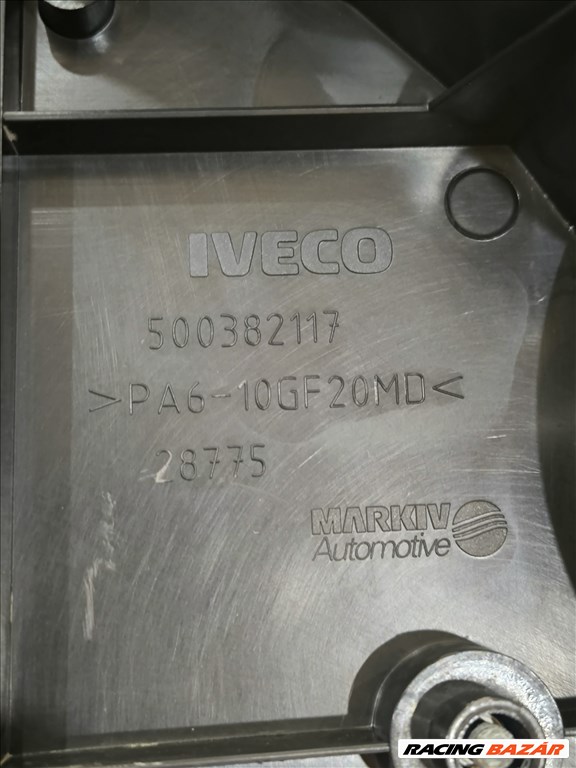 IVECO
500382117
>PA6-10GF20MD<
28775
MARKIV
Automotive
RACING BAZÁR